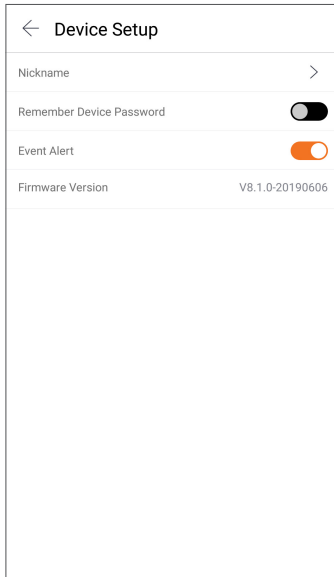 Device Setup
Nickname
Remember Device Password
Event Alert
Firmware Version V8.1.0-20190606